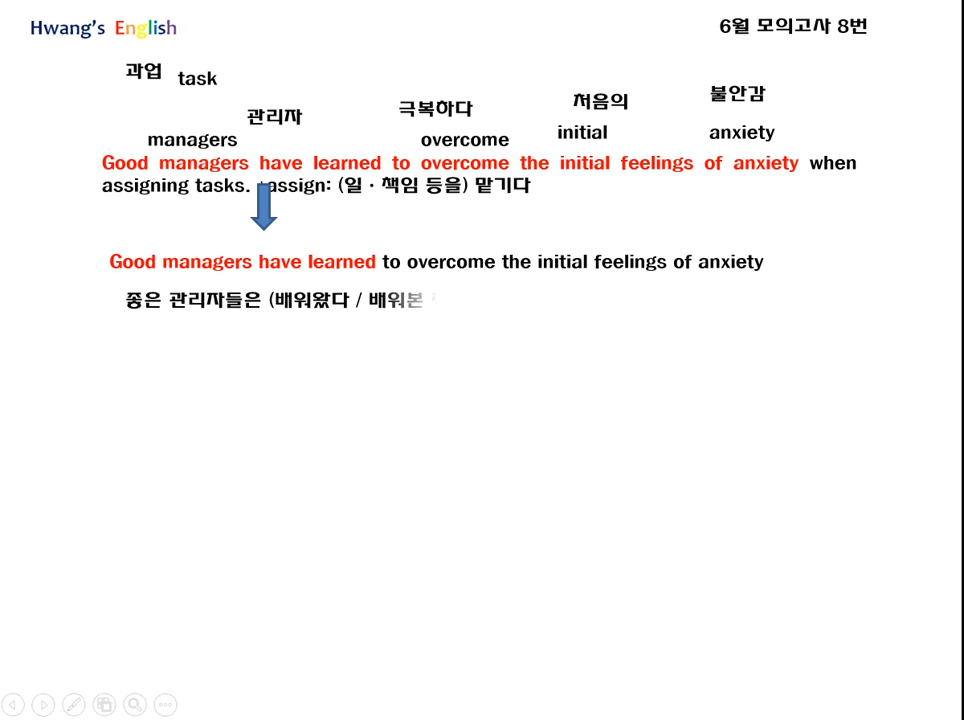 Hwang's English
6월 모의고사 8번
과업 task
관리자 극복하다 처음의 불안감
managers overcome initial anxiety
Good managers have learned to overcome the initial feelings of anxiety when
assigning tasks. assign: (일·책임 등을) 맡기다
Good managers have learned to overcome the initial feelings of anxiety
좋은 관리자들은 (배워왔다 / 배워본